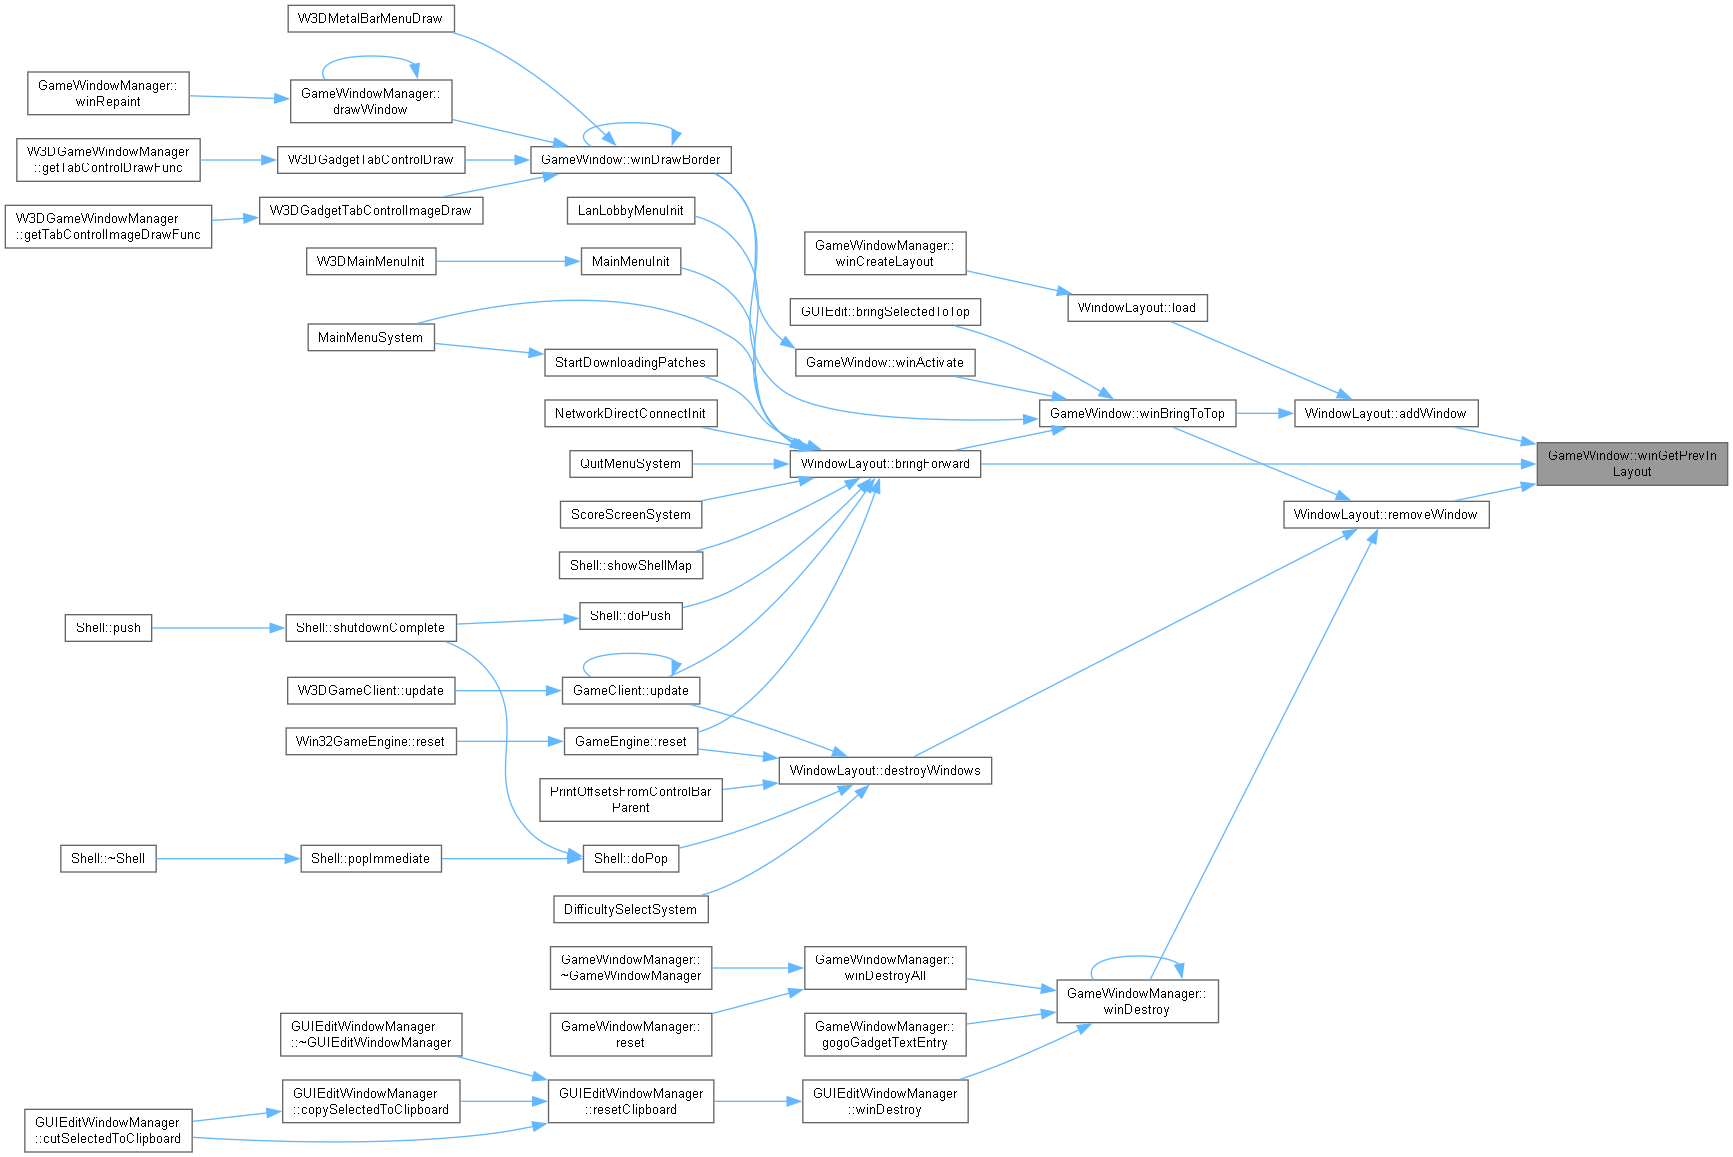 W3DMetalBarMenuDraw
GameWindowManager::
winRepaint
GameWindowManager::
drawWindow
W3DGameWindowManager
::getTabControlDrawFunc
W3DGadgetTabControlDraw
GameWindow::winDrawBorder
W3DGameWindowManager
::getTabControlImageDrawFunc
W3DGadgetTabControlImageDraw
LanLobbyMenuInit
W3DMainMenuInit
MainMenuInit
GameWindowManager::
winCreateLayout
GUIEdit::bringSelectedToTop
WindowLayout::load
MainMenuSystem
StartDownloadingPatches
GameWindow::winActivate
NetworkDirectConnectInit
GameWindow::winBringToTop
WindowLayout::addWindow
QuitMenuSystem
WindowLayout::bringForward
GameWindow::winGetPrevIn
Layout
ScoreScreenSystem
WindowLayout::removeWindow
Shell::showShellMap
Shell::push
Shell::shutdownComplete
Shell::doPush
W3DGameClient::update
GameClient::update
Win32GameEngine::reset
GameEngine::reset
WindowLayout::destroyWindows
PrintOffsetsFromControlBar
Parent
Shell::~Shell
Shell::popImmediate
Shell::doPop
DifficultySelectSystem
GameWindowManager::
~GameWindowManager
GameWindowManager::
winDestroyAll
GameWindowManager::
winDestroy
GUIEditWindowManager
::~GUIEditWindowManager
GameWindowManager::
reset
GameWindowManager::
gogoGadgetTextEntry
GUIEditWindowManager
::cutSelectedToClipboard
GUIEditWindowManager
::copySelectedToClipboard
GUIEditWindowManager
::resetClipboard
GUIEditWindowManager
::winDestroy